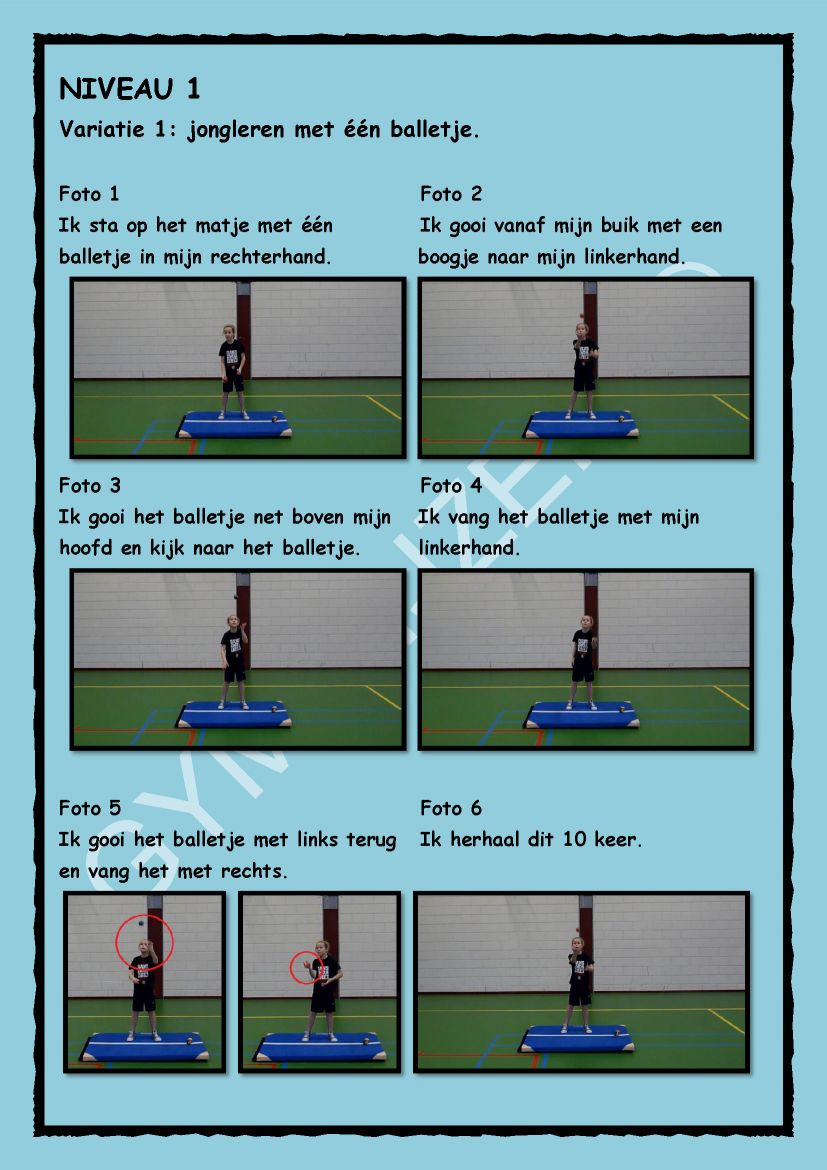 NIVEAU 1
Variatie 1: jongleren met één balletje.
Foto 1
Ik sta op het matje met één
balletje in mijn rechterhand.
Foto 2
Ik gooi vanaf mijn buik met een
boogje naar mijn linkerhand.
Foto 3
Ik gooi het balletje net boven mijn
hoofd en kijk naar het balletje.
Foto 4
Ik vang het balletje met mijn
linkerhand.
Foto 5
Ik gooi het balletje met links terug
en vang het met rechts.
Foto 6
Ik herhaal dit 10 keer.